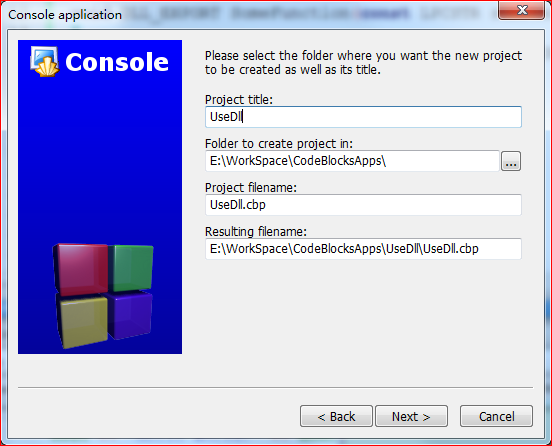 Console application
Console
Please select the folder where you want the new project
to be created as well as its title.
Project title:
UseDll
Folder to create project in:
E:\WorkSpace\CodeBlocksApps\
...
Project filename:
UseDll.cbp
Resulting filename:
E:\WorkSpace\CodeBlocksApps\UseDll\UseDll.cbp
< Back
Next >
Cancel